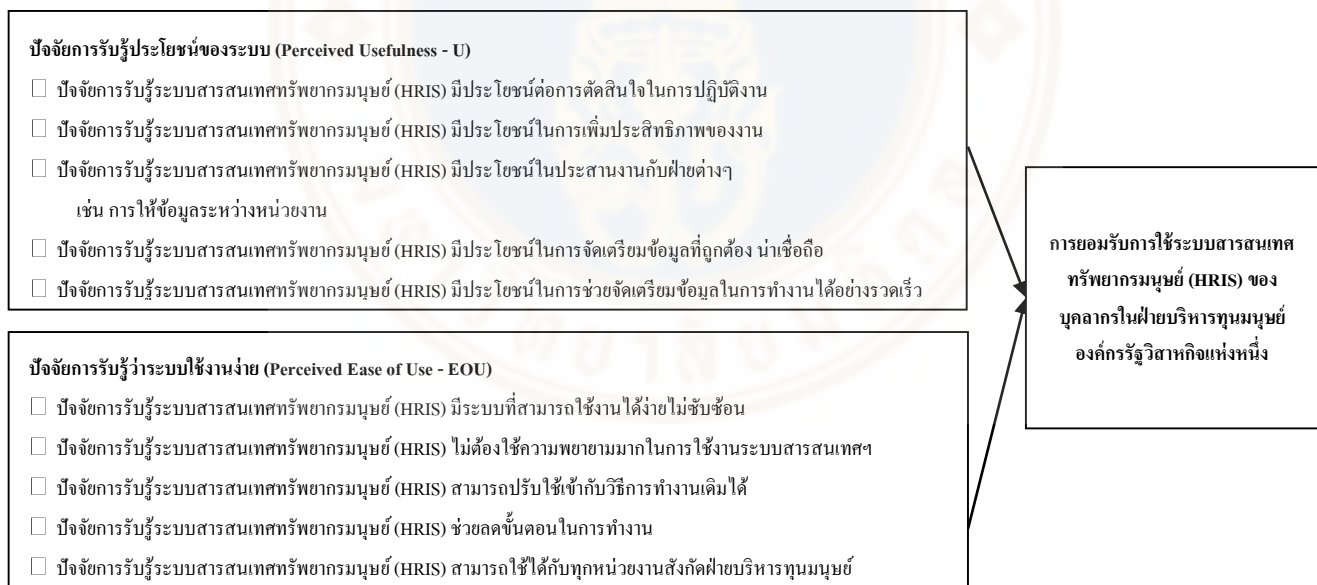 ปัจจัยการรับรู้ประโยชน์ของระบบ (Perceived Usefulness - U)
☐ ปัจจัยการรับรู้ระบบสารสนเทศทรัพยากรมนุษย์ (HRIS) มีประโยชน์ต่อการตัดสินใจในการปฏิบัติงาน
☐ ปัจจัยการรับรู้ระบบสารสนเทศทรัพยากรมนุษย์ (HRIS) มีประโยชน์ในการเพิ่มประสิทธิภาพของงาน
☐ ปัจจัยการรับรู้ระบบสารสนเทศทรัพยากรมนุษย์ (HRIS) มีประโยชน์ในประสานงานกับฝ่ายต่างๆ
เช่น การให้ข้อมูลระหว่างหน่วยงาน
☐ ปัจจัยการรับรู้ระบบสารสนเทศทรัพยากรมนุษย์ (HRIS) มีประโยชน์ในการจัดเตรียมข้อมูลที่ถูกต้อง น่าเชื่อถือ
☐ ปัจจัยการรับรู้ระบบสารสนเทศทรัพยากรมนุษย์ (HRIS) มีประโยชน์ในการช่วยจัดเตรียมข้อมูลในการทำงานได้อย่างรวดเร็ว
ปัจจัยการรับรู้ว่าระบบใช้งานง่าย (Perceived Ease of Use - EOU)
☐ ปัจจัยการรับรู้ระบบสารสนเทศทรัพยากรมนุษย์ (HRIS) มีระบบที่สามารถใช้งานได้ง่ายไม่ซับซ้อน
☐ ปัจจัยการรับรู้ระบบสารสนเทศทรัพยากรมนุษย์ (HRIS) ไม่ต้องใช้ความพยายามมากในการใช้งานระบบสารสนเทศฯ
☐ ปัจจัยการรับรู้ระบบสารสนเทศทรัพยากรมนุษย์ (HRIS) สามารถปรับใช้เข้ากับวิธีการทำงานเดิมได้
☐ ปัจจัยการรับรู้ระบบสารสนเทศทรัพยากรมนุษย์ (HRIS) ช่วยลดขั้นตอนในการทำงาน
☐ ปัจจัยการรับรู้ระบบสารสนเทศทรัพยากรมนุษย์ (HRIS) สามารถใช้ได้กับทุกหน่วยงานสังกัดฝ่ายบริหารทุนมนุษย์
การยอมรับการใช้ระบบสารสนเทศ
ทรัพยากรมนุษย์ (HRIS) ของ
บุคลากรในฝ่ายบริหารทุนมนุษย์
องค์กรรัฐวิสาหกิจแห่งหนึ่ง